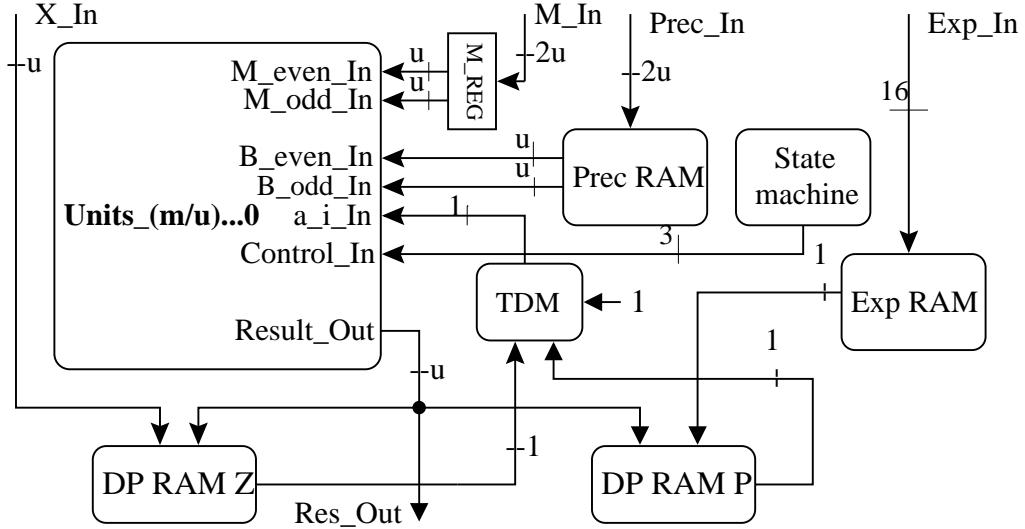 X_In
M_In
Prec_In
Exp_In
u
2u
2u
16
M_even_In
u
M_odd_In
u
M_REG
B_even_In
u
B_odd_In
u
Prec RAM
State
machine
Units_(m/u)...0
a_i_In
1
Control_In
3
1
TDM
1
Exp RAM
Result_Out
u
1
1
DP RAM Z
DP RAM P
Res_Out